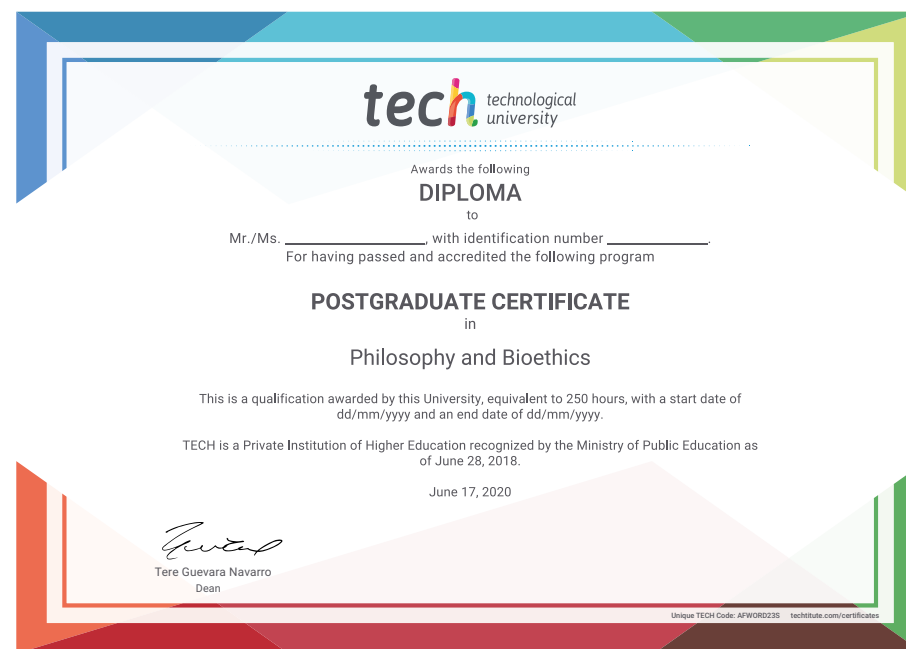 tech technological
university
Awards the following
DIPLOMA
to
Mr./Ms. ____________________, with identification number ______________.
For having passed and accredited the following program
POSTGRADUATE CERTIFICATE
in
Philosophy and Bioethics
This is a qualification awarded by this University, equivalent to 250 hours, with a start date of
dd/mm/yyyy and an end date of dd/mm/yyyy.
TECH is a Private Institution of Higher Education recognized by the Ministry of Public Education as
of June 28, 2018.
June 17, 2020
Tere Guevara Navarro
Dean
Unique TECH Code: AFWORD23S techtitute.com/certificates